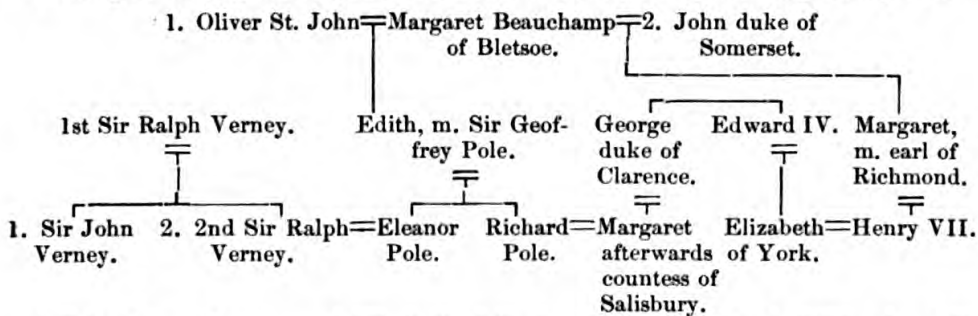 1. Oliver St. John=Margaret Beauchamp=2. John duke of
of Bletsoe. Somerset.
1st Sir Ralph Verney. Edith, m. Sir Geof- George Edward IV. Margaret,
frey Pole. duke of m. earl of
Clarence. Richmond.
1. Sir John 2. 2nd Sir Ralph=Eleanor Richard=Margaret Elizabeth=Henry VII.
Verney. Verney. Pole. Pole. afterwards of York.
countess of
Salisbury.